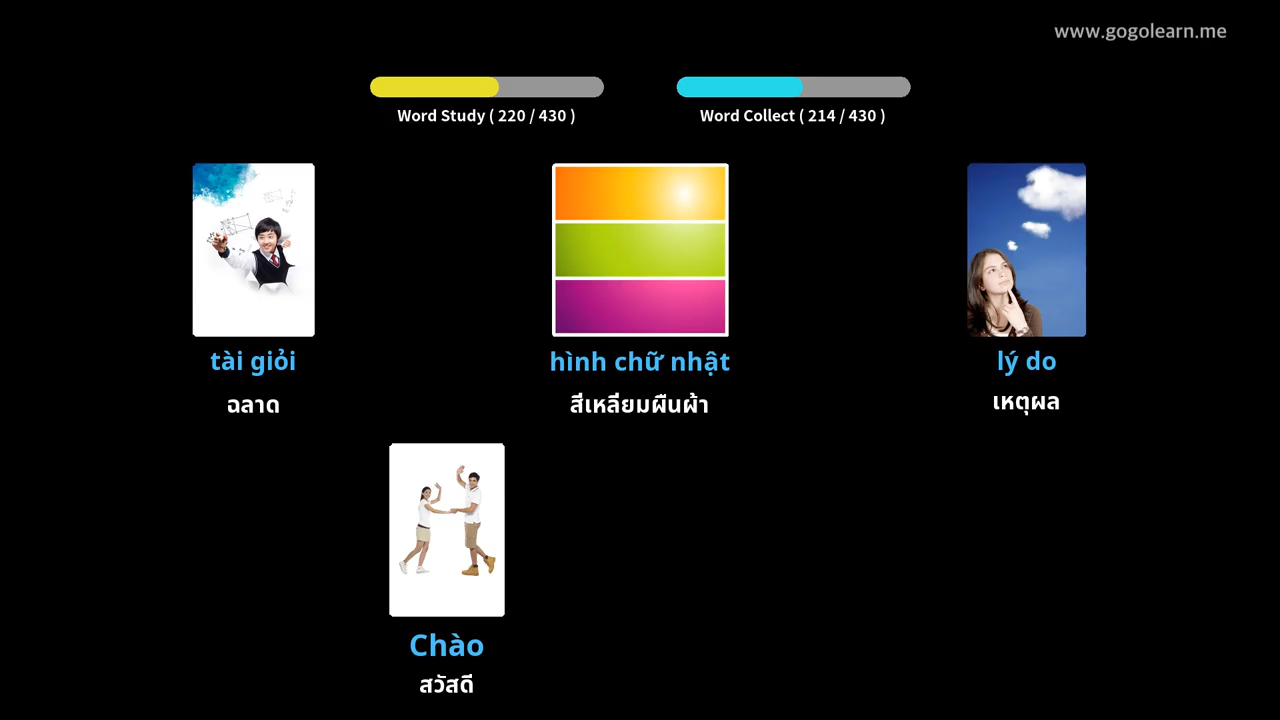 www.gogolearn.me
Word Study ( 220 / 430 )
Word Collect ( 214 / 430 )
tài giỏi
hình chữ nhật
lý do
ฉลาด
สี่เหลี่ยมผืนผ้า
เหตุผล
Chào
สวัสดี